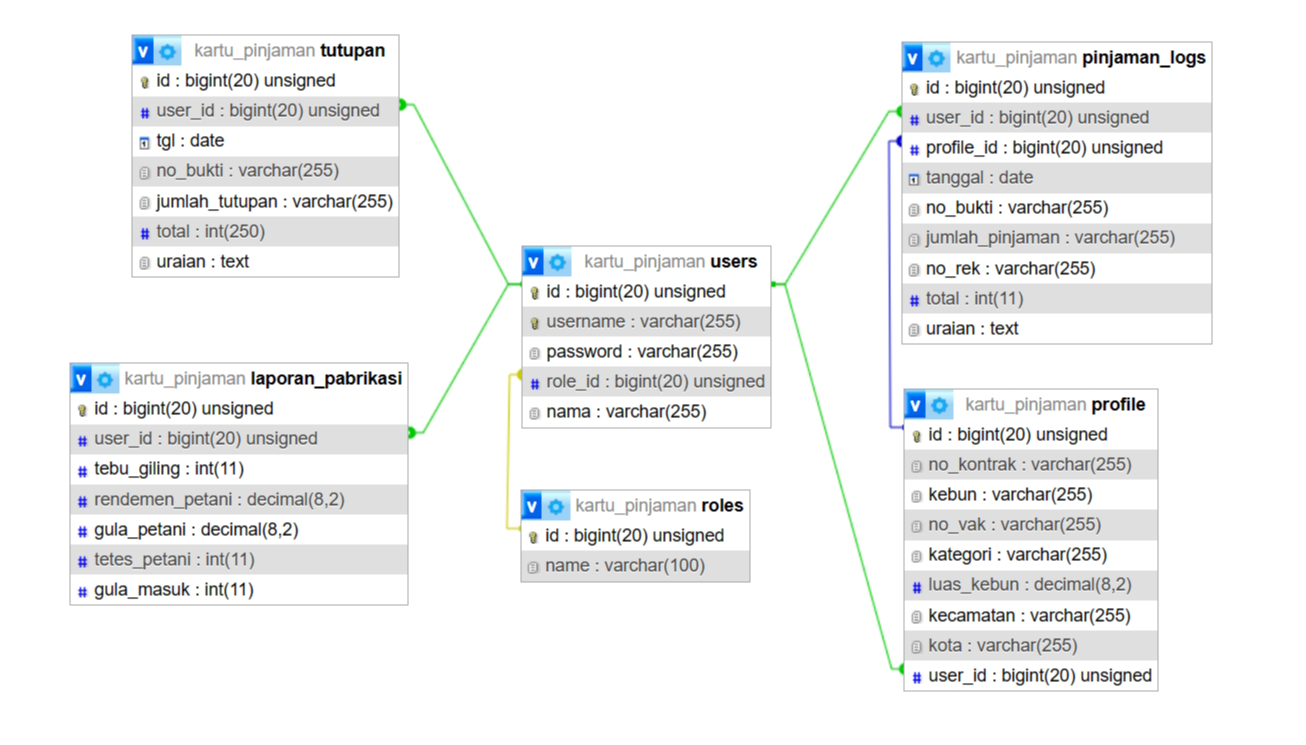 v kartu_pinjaman tutupan
id : bigint(20) unsigned
# user_id : bigint(20) unsigned
tgl : date
no_bukti : varchar(255)
jumlah_tutupan : varchar(255)
# total : int(250)
uraian : text
v kartu_pinjaman laporan_pabrikasi
id : bigint(20) unsigned
# user_id : bigint(20) unsigned
# tebu_giling : int(11)
# rendemen_petani : decimal(8,2)
# gula_petani : decimal(8,2)
# tetes_petani : int(11)
# gula_masuk : int(11)
v kartu_pinjaman users
id : bigint(20) unsigned
username : varchar(255)
password : varchar(255)
# role_id : bigint(20) unsigned
nama : varchar(255)
v kartu_pinjaman roles
id : bigint(20) unsigned
name : varchar(100)
v kartu_pinjaman pinjaman_logs
id : bigint(20) unsigned
# user_id : bigint(20) unsigned
# profile_id : bigint(20) unsigned
tanggal : date
no_bukti : varchar(255)
jumlah_pinjaman : varchar(255)
no_rek : varchar(255)
# total : int(11)
uraian : text
v kartu_pinjaman profile
id : bigint(20) unsigned
no_kontrak : varchar(255)
kebun : varchar(255)
no_vak : varchar(255)
kategori : varchar(255)
# luas_kebun : decimal(8,2)
kecamatan : varchar(255)
kota : varchar(255)
# user_id : bigint(20) unsigned